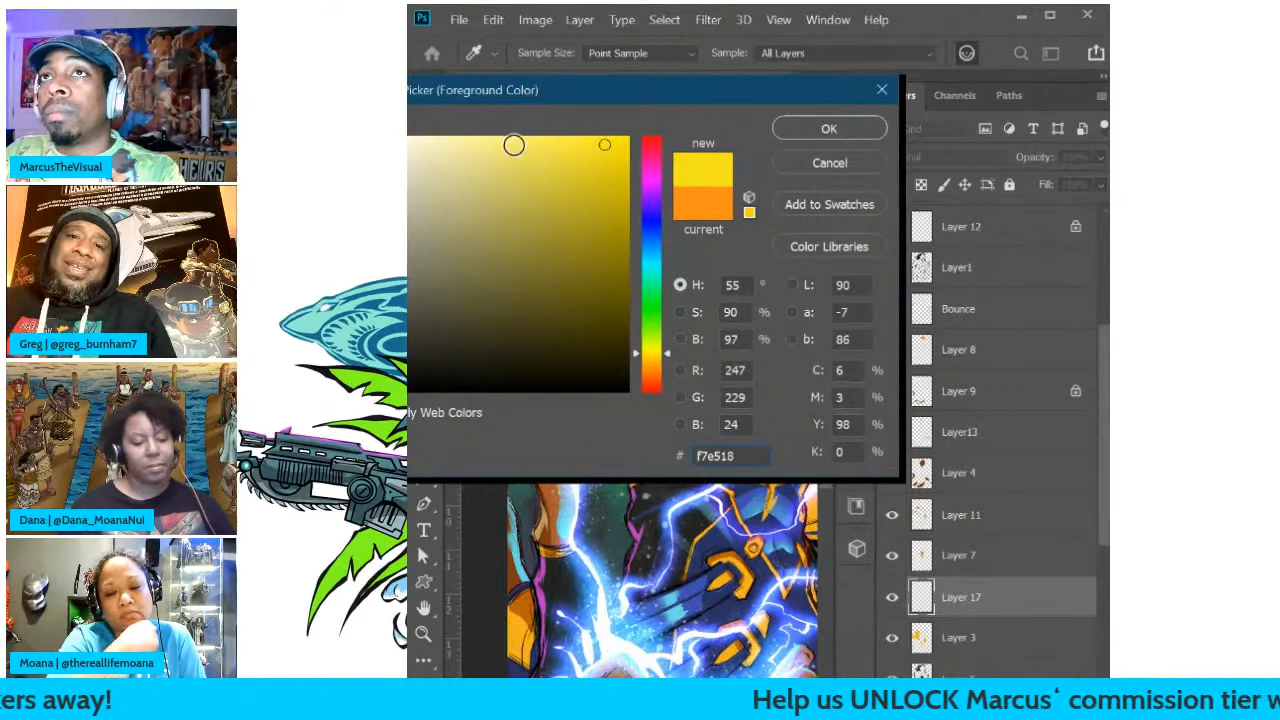 Ps File Edit Image Layer Type Select Filter 3D View Window Help
Sample Size: Point Sample Sample: All Layers
Picker (Foreground Color)
Channels Paths
new
current
OK
Cancel
Add to Swatches
Color Libraries
H: 55 °
S: 90 %
B: 97 %
R: 247
G: 229
B: 24
# f7e518
L: 90
a: -7
b: 86
C: 6 %
M: 3 %
Y: 98 %
K: 0 %
ly Web Colors
Opacity: 100%
Fill: 100%
Layer 12
Layer1
Bounce
Layer 8
Layer 9
Layer13
Layer 4
Layer 11
Layer 7
Layer 17
Layer 3
HEIRS
MarcusTheVisual
Greg | @greg_burnham7
Dana | @Dana_MoanaNui
Moana | @thereallifemoana
kers away!
Help us UNLOCK Marcus‘ commission tier w